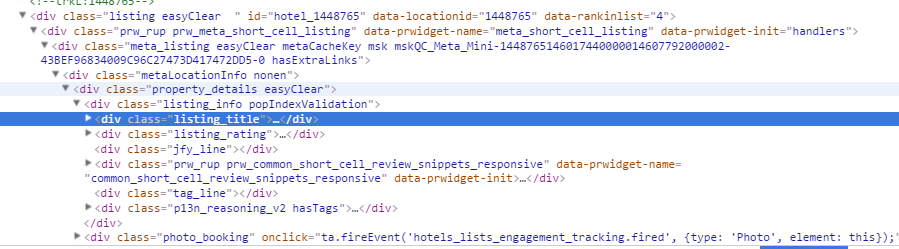 <!--trkL:1448765-->
▼<div class="listing easyClear  " id="hotel_1448765" data-locationid="1448765" data-rankinlist="4">
▼<div class="prw_rup prw_meta_short_cell_listing" data-prwidget-name="meta_short_cell_listing" data-prwidget-init="handlers">
▼<div class="meta_listing easyClear metaCacheKey msk mskQC_Meta_Mini-1448765146017440000014607792000002-
43BEF96834009C96C27473D417472DD5-0 hasExtraLinks">
▼<div class="metaLocationInfo nonen">
▼<div class="property_details easyClear">
▼<div class="listing_info popIndexValidation">
▶<div class="listing_title">…</div>
▶<div class="listing_rating">…</div>
<div class="jfy_line"></div>
▶<div class="prw_rup prw_common_short_cell_review_snippets_responsive" data-prwidget-name=
"common_short_cell_review_snippets_responsive" data-prwidget-init>…</div>
<div class="tag_line"></div>
▶<div class="p13n_reasoning_v2 hasTags">…</div>
</div>
▶<div class="photo_booking" onclick="ta.fireEvent('hotels_lists_engagement_tracking.fired', {type: 'Photo', element: this});"